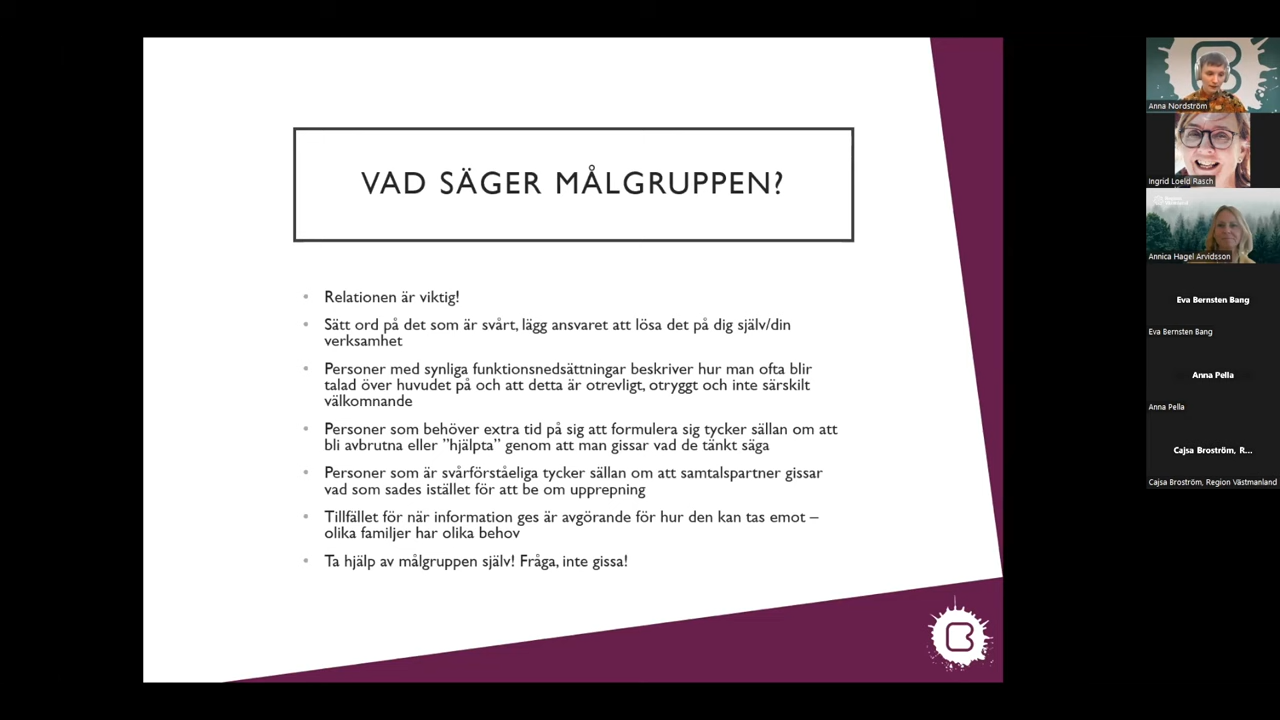 VAD SÄGER MÅLGRUPPEN?
Relationen är viktig!
Sätt ord på det som är svårt, lägg ansvaret att lösa det på dig själv/din
verksamhet
Personer med synliga funktionsnedsättningar beskriver hur man ofta blir
talad över huvudet på och att detta är otrevligt, otryggt och inte särskilt
välkomnande
Personer som behöver extra tid på sig att formulera sig tycker sällan om att
bli avbrutna eller ”hjälpta” genom att man gissar vad de tänkt säga
Personer som är svårförståeliga tycker sällan om att samtalspartner gissar
vad som sades istället för att be om upprepning
Tillfället för när information ges är avgörande för hur den kan tas emot –
olika familjer har olika behov
Ta hjälp av målgruppen själv! Fråga, inte gissa!
Anna Nordström
Ingrid Loeld Rasch
Annica Hagel Arvidsson
Eva Bernsten Bang
Eva Bernsten Bang
Anna Pella
Anna Pella
Cajsa Broström, R...
Cajsa Broström, Region Västmanland